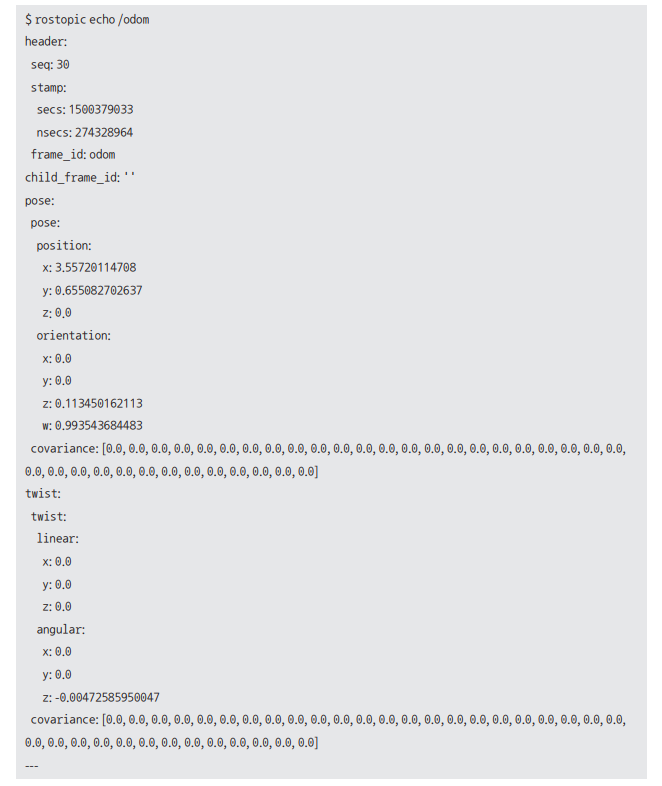 $ rostopic echo /odom
header:
seq: 30
stamp:
secs: 1500379033
nsecs: 274328964
frame_id: odom
child_frame_id: ' '
pose:
pose:
position:
x: 3.55720114708
y: 0.655082702637
z: 0.0
orientation:
x: 0.0
y: 0.0
z: 0.113450162113
w: 0.993543684483
covariance: [0.0, 0.0, 0.0, 0.0, 0.0, 0.0, 0.0, 0.0, 0.0, 0.0, 0.0, 0.0, 0.0, 0.0, 0.0, 0.0, 0.0, 0.0, 0.0, 0.0, 0.0, 0.0, 0.0,
0.0, 0.0, 0.0, 0.0, 0.0, 0.0, 0.0, 0.0, 0.0, 0.0, 0.0, 0.0, 0.0]
twist:
twist:
linear:
x: 0.0
y: 0.0
z: 0.0
angular:
x: 0.0
y: 0.0
z: -0.00472585950047
covariance: [0.0, 0.0, 0.0, 0.0, 0.0, 0.0, 0.0, 0.0, 0.0, 0.0, 0.0, 0.0, 0.0, 0.0, 0.0, 0.0, 0.0, 0.0, 0.0, 0.0, 0.0, 0.0, 0.0,
0.0, 0.0, 0.0, 0.0, 0.0, 0.0, 0.0, 0.0, 0.0, 0.0, 0.0, 0.0, 0.0]
---